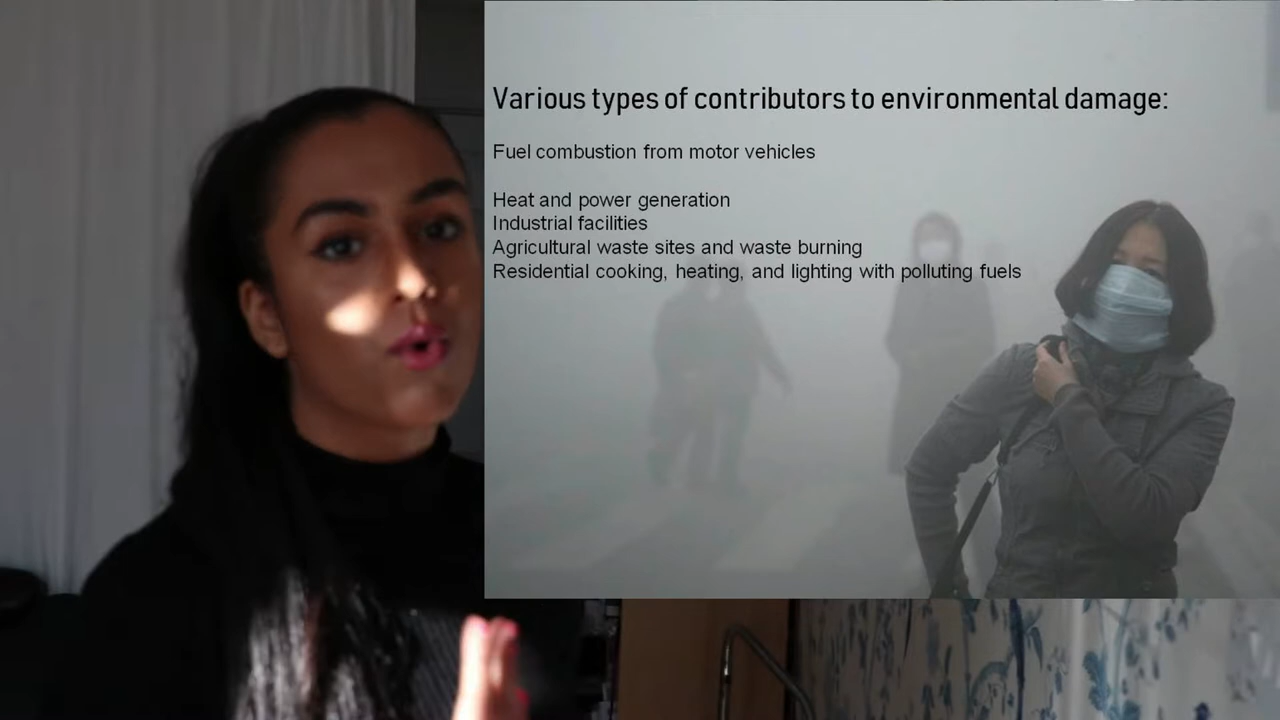 Various types of contributors to environmental damage:
Fuel combustion from motor vehicles
Heat and power generation
Industrial facilities
Agricultural waste sites and waste burning
Residential cooking, heating, and lighting with polluting fuels